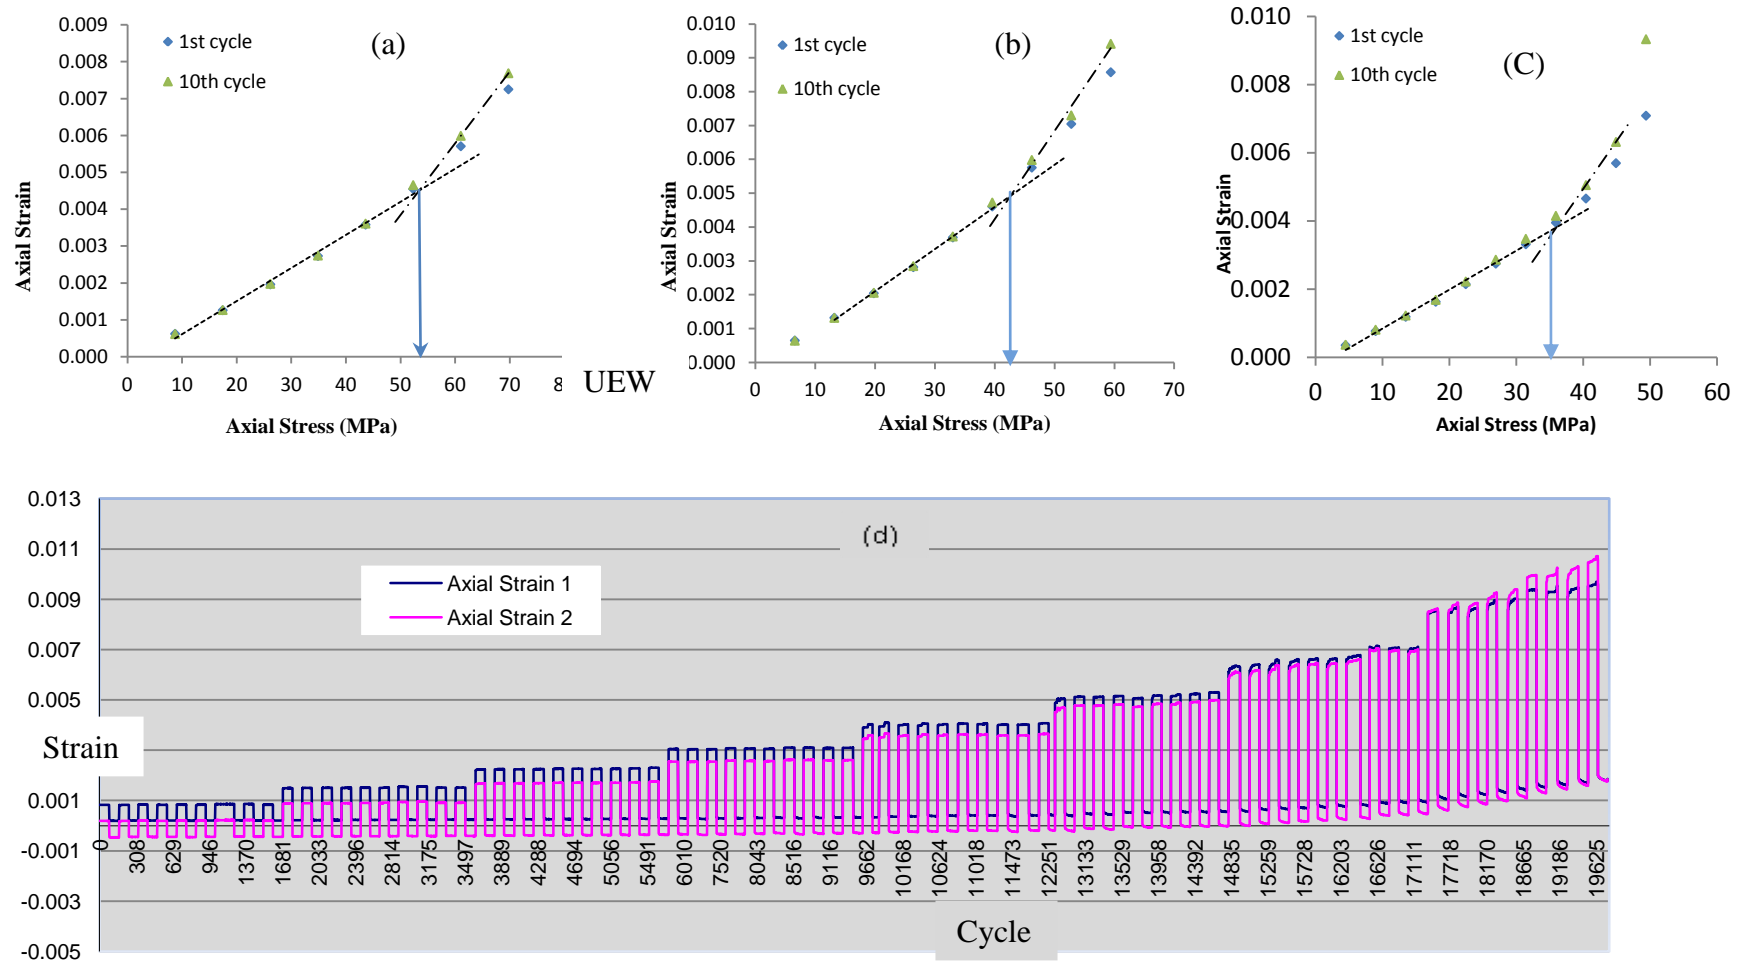 0.009
0.008
0.007
0.006
0.005
0.004
0.003
0.002
0.001
0.000
1st cycle
10th cycle
(a)
0 10 20 30 40 50 60 70 8
Axial Strain
Axial Stress (MPa)
UEW
0.010
0.009
0.008
0.007
0.006
0.005
0.004
0.003
0.002
0.001
0.000
1st cycle
10th cycle
(b)
0 10 20 30 40 50 60 70
Axial Strain
Axial Stress (MPa)
0.010
0.008
0.006
0.004
0.002
0.000
1st cycle
10th cycle
(C)
0 10 20 30 40 50 60
Axial Strain
Axial Stress (MPa)
0.013
0.011
0.009
0.007
0.005
0.001
-0.001
-0.003
-0.005
Strain
(d)
Axial Strain 1
Axial Strain 2
0 308 629 946 1370 1681 2033 2396 2814 3175 3497 3889 4288 4694 5056 5491 6010 7520 8043 8516 9116 9662 10168 10624 11018 11473 12251 13133 13529 13958 14392 14835 15259 15728 16203 16626 17111 17718 18170 18665 19186 19625
Cycle